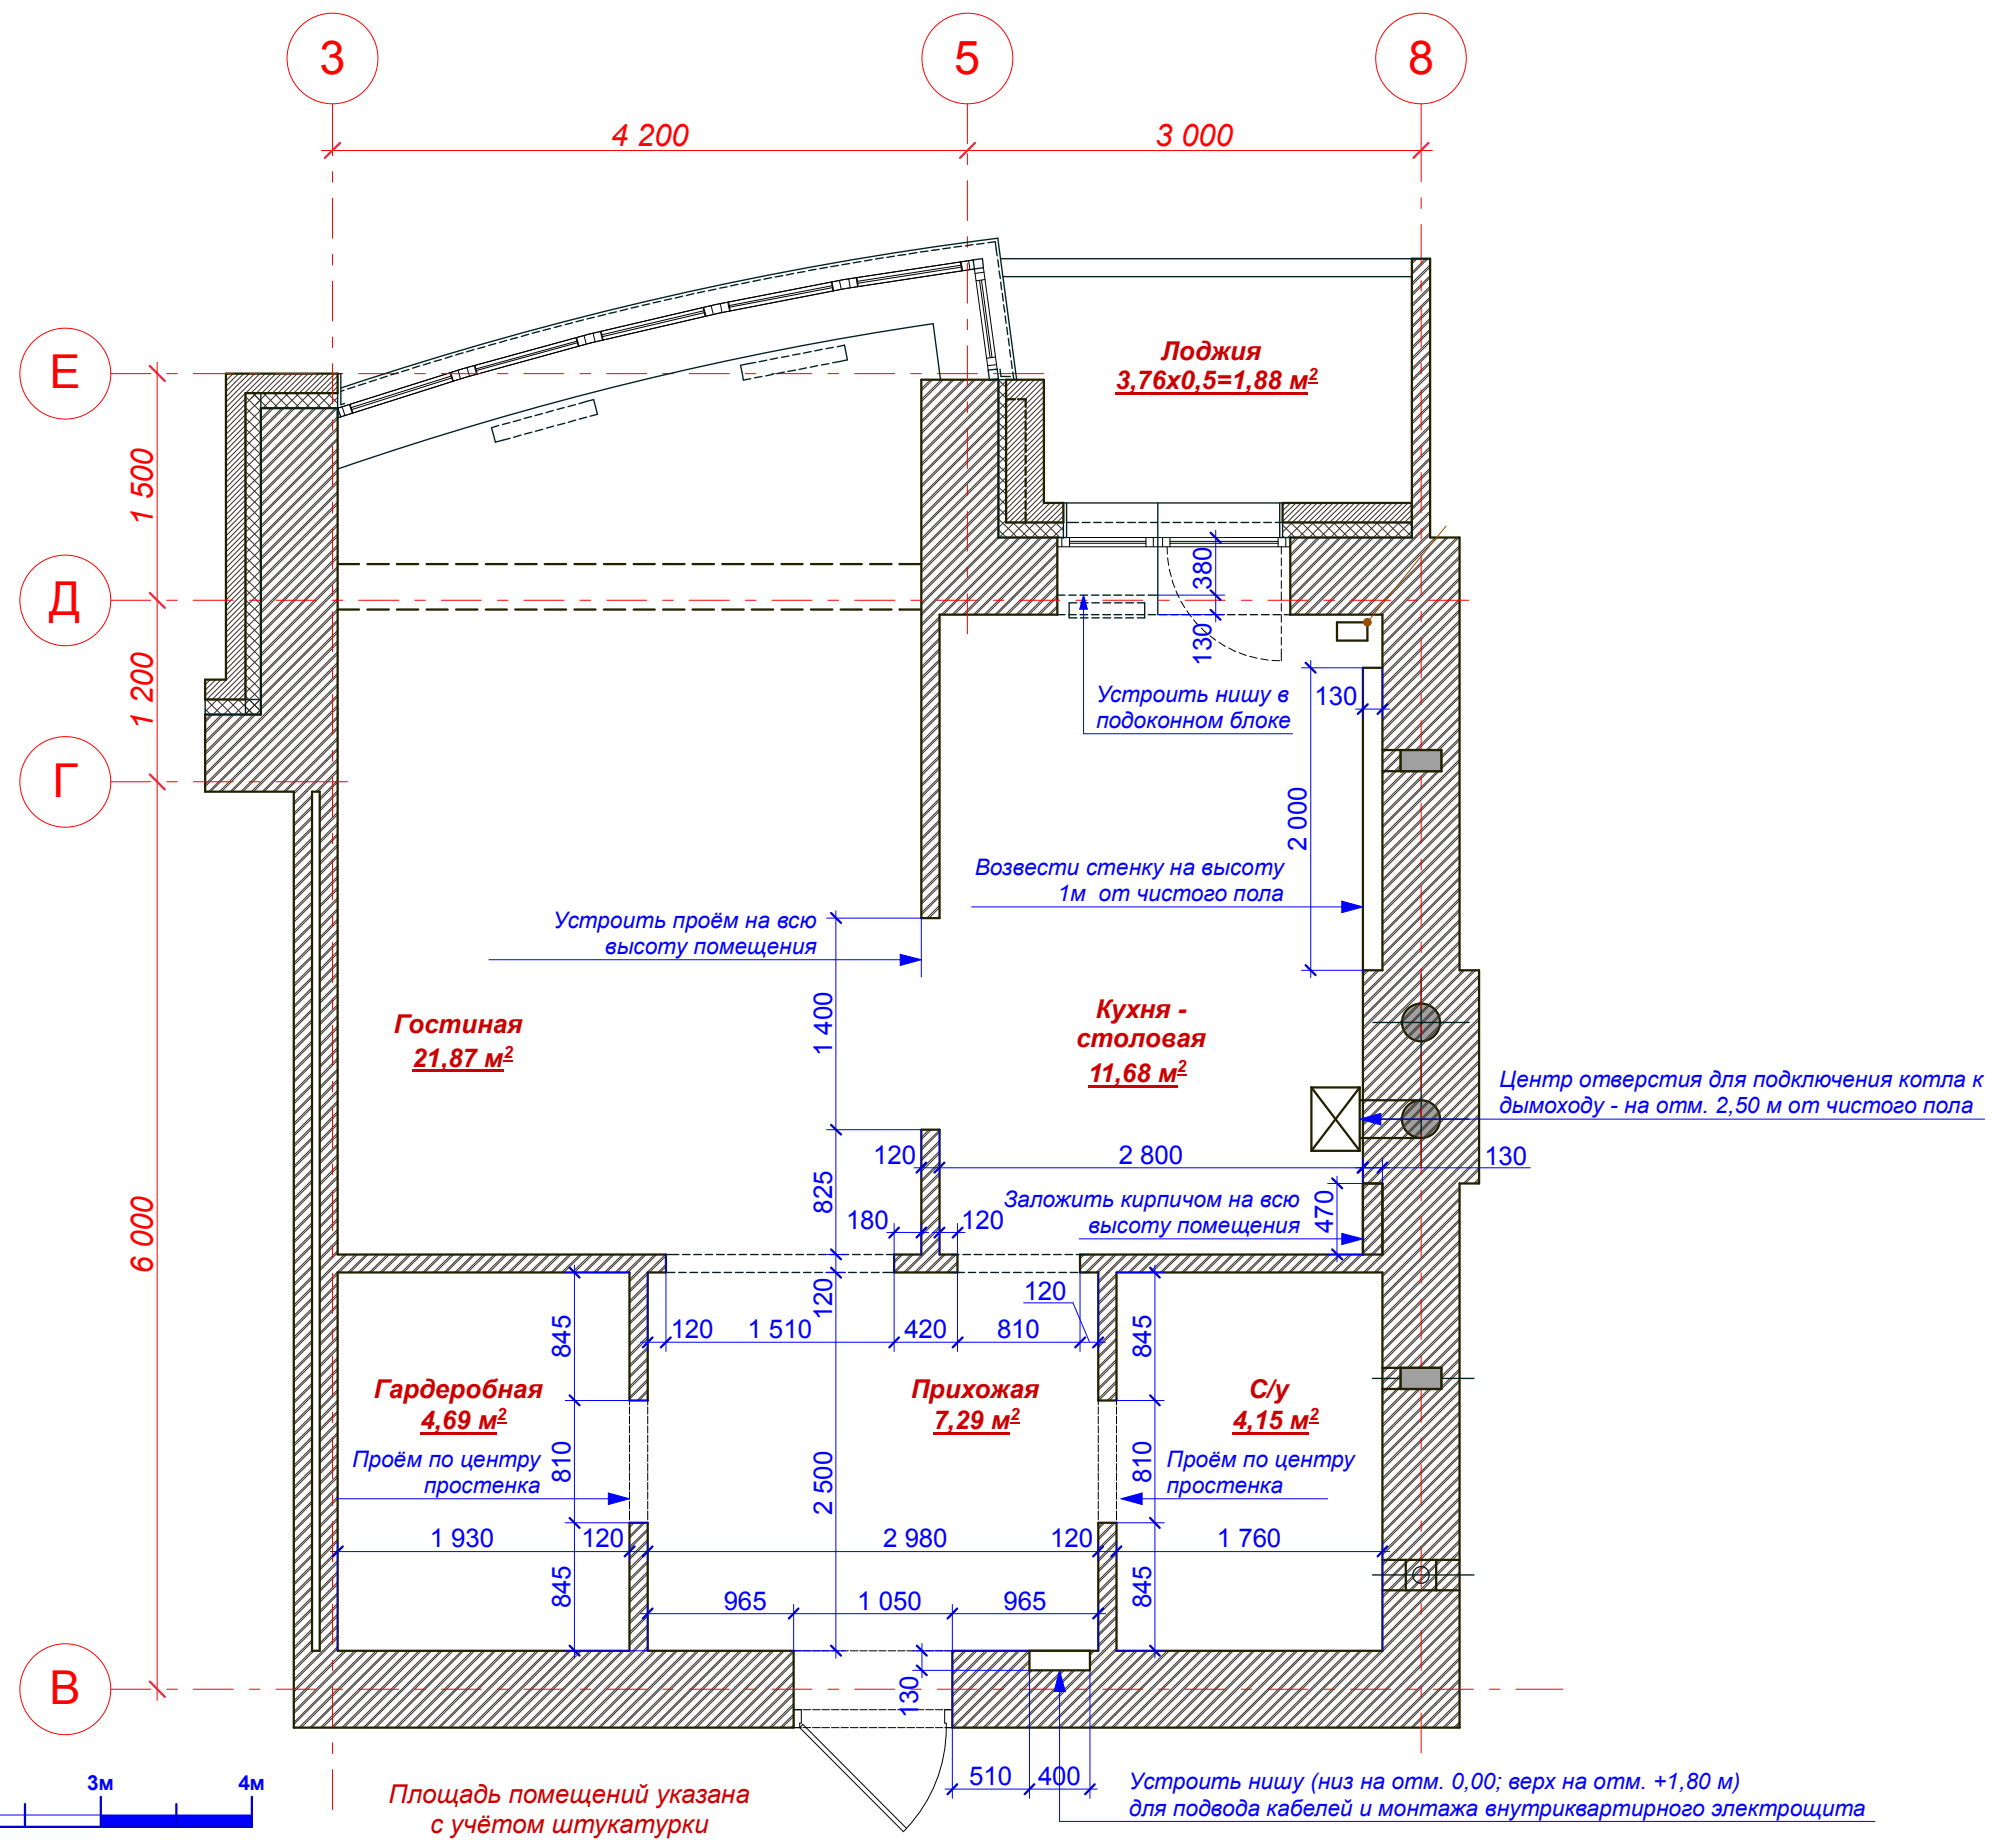 3
5
8
4 200
3 000
Е
Д
Г
В
1 500
1 200
6 000
Лоджия
3,76х0,5=1,88 м²
380
130
Устроить нишу в
подоконном блоке
130
2 000
Возвести стенку на высоту
1м от чистого пола
Устроить проём на всю
высоту помещения
1 400
Гостиная
21,87 м²
Кухня -
столовая
11,68 м²
Центр отверстия для подключения котла к
дымоходу - на отм. 2,50 м от чистого пола
120
2 800
130
825
180
120
Заложить кирпичом на всю
высоту помещения
470
120
120
845
120
1 510
420
810
845
Гардеробная
4,69 м²
Прихожая
7,29 м²
С/у
4,15 м²
Проём по центру
простенка
810
2 500
810
Проём по центру
простенка
1 930
120
2 980
120
1 760
845
965
1 050
965
845
130
510
400
Устроить нишу (низ на отм. 0,00; верх на отм. +1,80 м)
для подвода кабелей и монтажа внутриквартирного электрощита
3м
4м
Площадь помещений указана
с учётом штукатурки